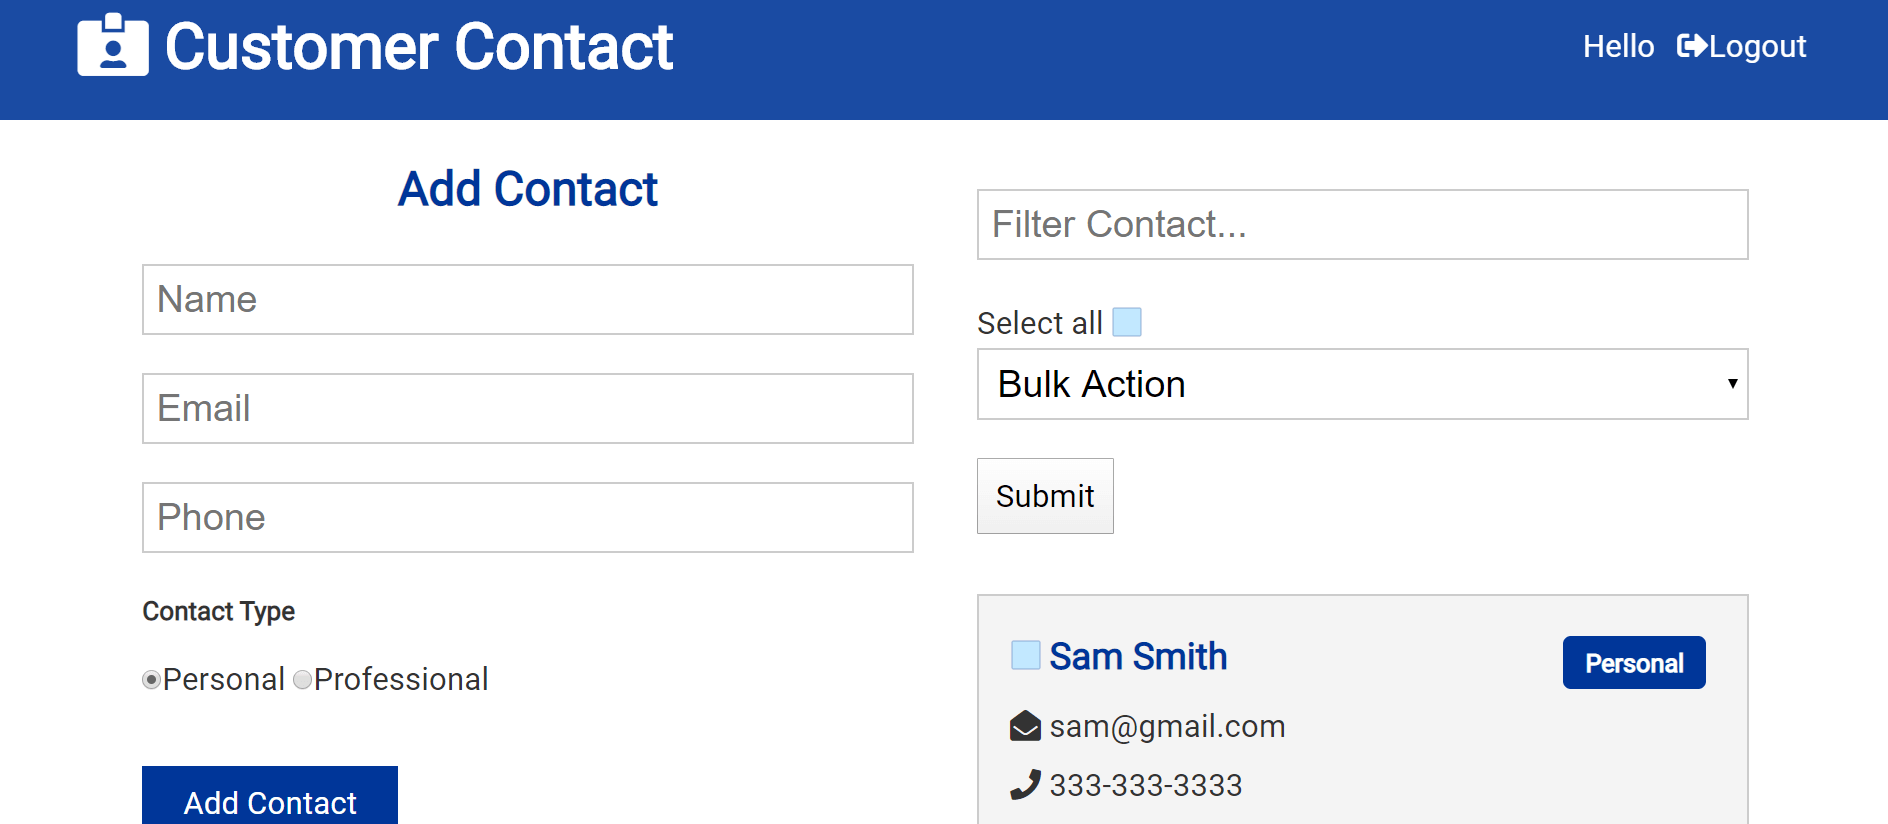 Customer Contact
Hello Logout
Add Contact
Name
Email
Phone
Contact Type
Personal Professional
Add Contact
Filter Contact...
Select all
Bulk Action
Submit
Sam Smith
Personal
sam@gmail.com
333-333-3333